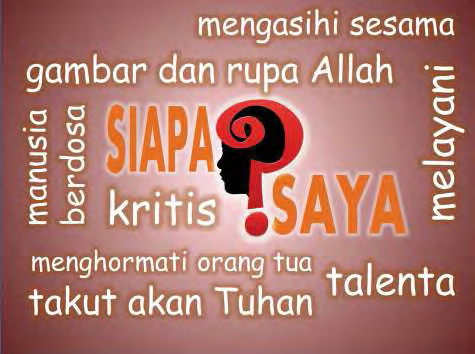 mengasihi sesama
gambar dan rupa Allah
manusia
berdosa
SIAPA
SAYA
kritis
melayani
menghormati orang tua
talenta
takut akan Tuhan